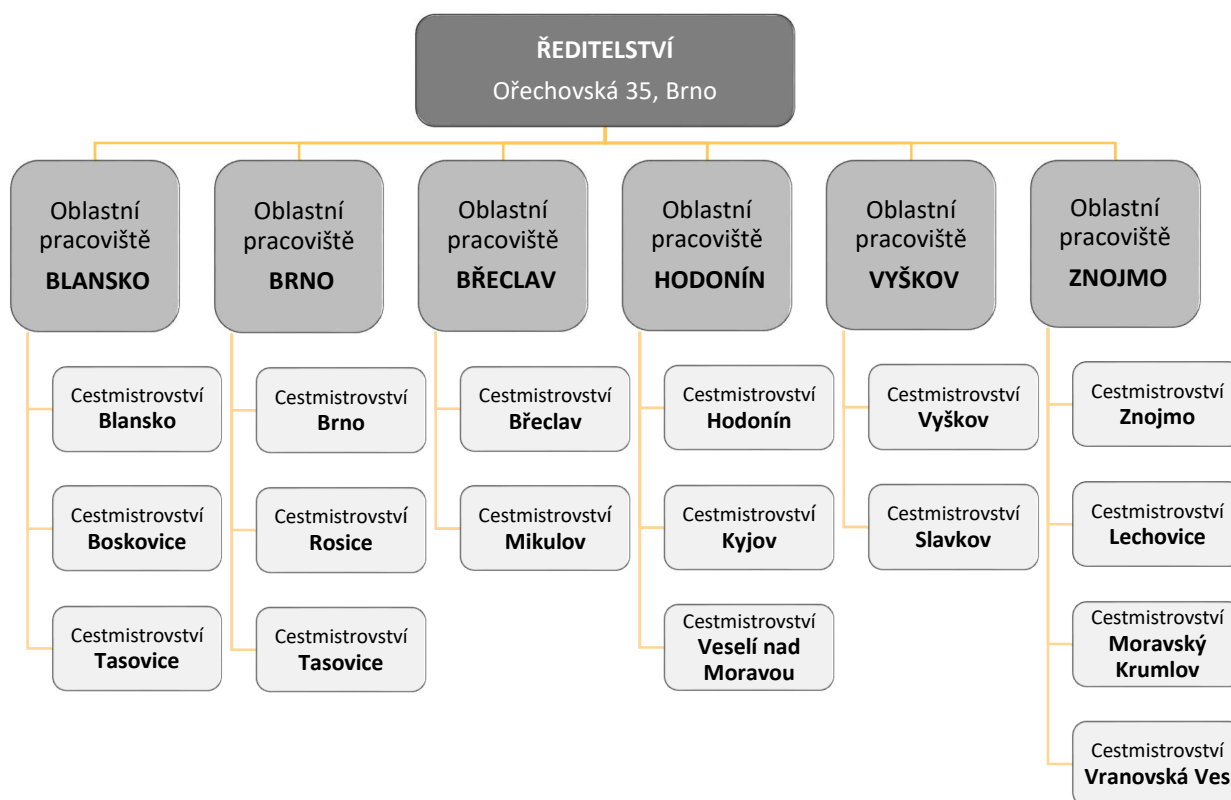 ŘEDITELSTVÍ
Ořechovská 35, Brno
Oblastní
pracoviště
BLANSKO
Oblastní
pracoviště
BRNO
Oblastní
pracoviště
BŘECLAV
Oblastní
pracoviště
HODONÍN
Oblastní
pracoviště
VYŠKOV
Oblastní
pracoviště
ZNOJMO
Cestmistrovství
Blansko
Cestmistrovství
Boskovice
Cestmistrovství
Tasovice
Cestmistrovství
Brno
Cestmistrovství
Rosice
Cestmistrovství
Tasovice
Cestmistrovství
Břeclav
Cestmistrovství
Mikulov
Cestmistrovství
Hodonín
Cestmistrovství
Kyjov
Cestmistrovství
Veselí nad
Moravou
Cestmistrovství
Vyškov
Cestmistrovství
Slavkov
Cestmistrovství
Znojmo
Cestmistrovství
Lechovice
Cestmistrovství
Moravský
Krumlov
Cestmistrovství
Vranovská Ves